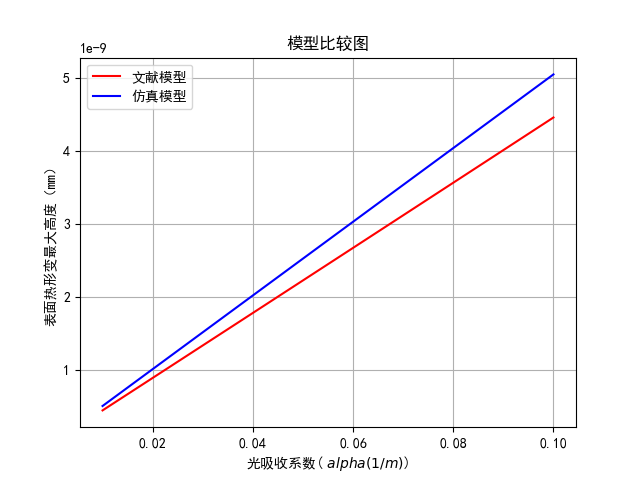 模型比较图
1e-9
文献模型
仿真模型
5
4
3
2
1
表面热形变最大高度（mm）
0.02 0.04 0.06 0.08 0.10
光吸收系数（alpha(1/m)）